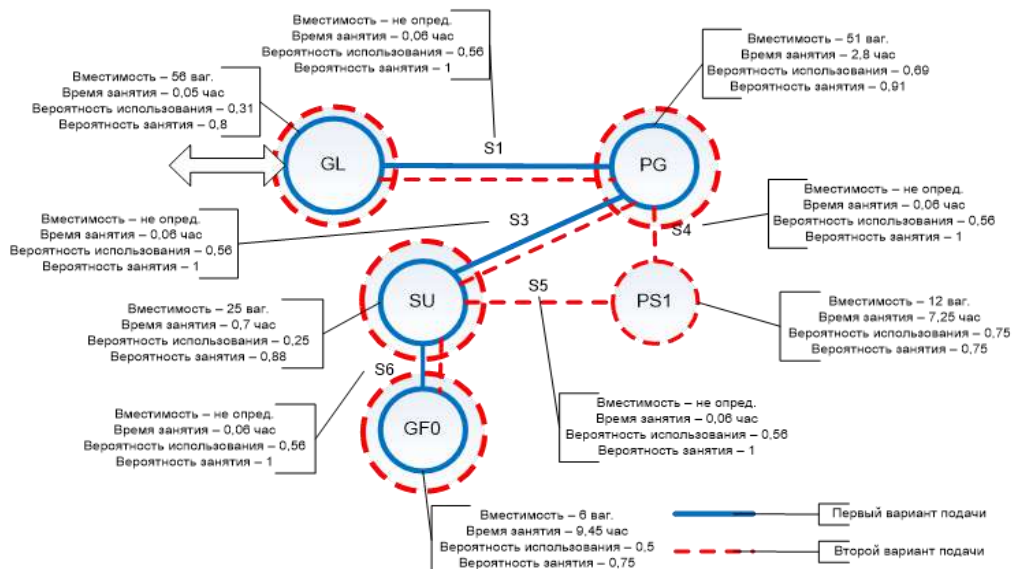 Вместимость – не опред.
Время занятия – 0,06 час
Вероятность использования – 0,56
Вероятность занятия – 1
Вместимость – 51 ваг.
Время занятия – 2,8 час
Вероятность использования – 0,69
Вероятность занятия – 0,91
Вместимость – 56 ваг.
Время занятия – 0,05 час
Вероятность использования – 0,31
Вероятность занятия – 0,8
S1
GL
PG
Вместимость – не опред.
Время занятия – 0,06 час
Вероятность использования – 0,56
Вероятность занятия – 1
S3
S4
Вместимость – не опред.
Время занятия – 0,06 час
Вероятность использования – 0,56
Вероятность занятия – 1
SU
S5
PS1
Вместимость – 25 ваг.
Время занятия – 0,7 час
Вероятность использования – 0,25
Вероятность занятия – 0,88
Вместимость – 12 ваг.
Время занятия – 7,25 час
Вероятность использования – 0,75
Вероятность занятия – 0,75
S6
GF0
Вместимость – не опред.
Время занятия – 0,06 час
Вероятность использования – 0,56
Вероятность занятия – 1
Вместимость – не опред.
Время занятия – 0,06 час
Вероятность использования – 0,56
Вероятность занятия – 1
Вместимость – 6 ваг.
Время занятия – 9,45 час
Вероятность использования – 0,5
Вероятность занятия – 0,75
Первый вариант подачи
Второй вариант подачи